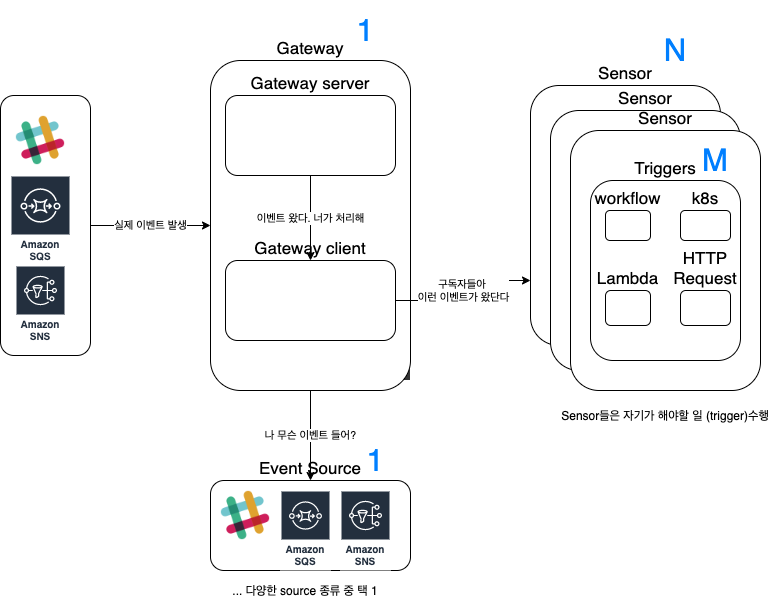 1
Gateway
Gateway server
이벤트 왔다. 너가 처리해
Gateway client
실제 이벤트 발생
Amazon
SQS
Amazon
SNS
구독자들아
이런 이벤트가 왔단다
N
Sensor
Sensor
Sensor
M
Triggers
workflow
k8s
Lambda
HTTP
Request
Sensor들은 자기가 해야할 일 (trigger)수행
나 무슨 이벤트 들어?
Event Source
1
Amazon
SQS
Amazon
SNS
... 다양한 source 종류 중 택 1